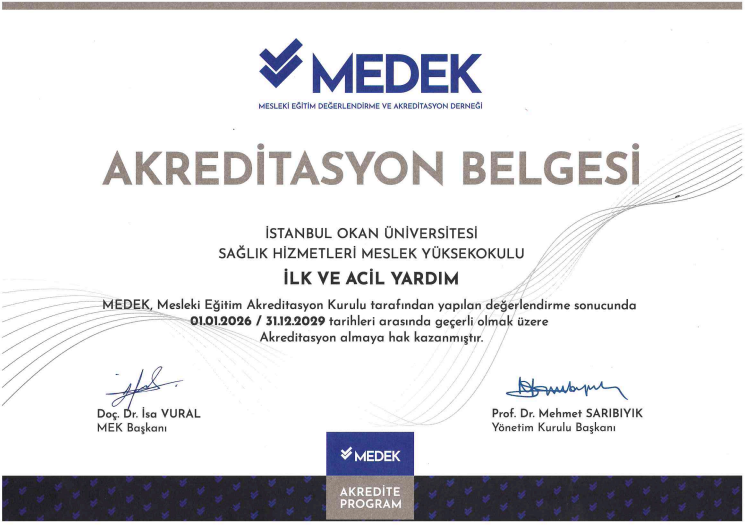 MEDEK
MESLEKİ EĞİTİM DEĞERLENDİRME VE AKREDİTASYON DERNEĞİ
AKREDİTASYON BELGESİ
İSTANBUL OKAN ÜNİVERSİTESİ
SAĞLIK HİZMETLERİ MESLEK YÜKSEKOKULU
İLK VE ACİL YARDIM
MEDEK, Mesleki Eğitim Akreditasyon Kurulu tarafından yapılan değerlendirme sonucunda
01.01.2026 / 31.12.2029 tarihleri arasında geçerli olmak üzere
Akreditasyon almaya hak kazanmıştır.
Doç. Dr. İsa VURAL
MEK Başkanı
Prof. Dr. Mehmet SARIBIYIK
Yönetim Kurulu Başkanı
MEDEK
AKREDİTE
PROGRAM